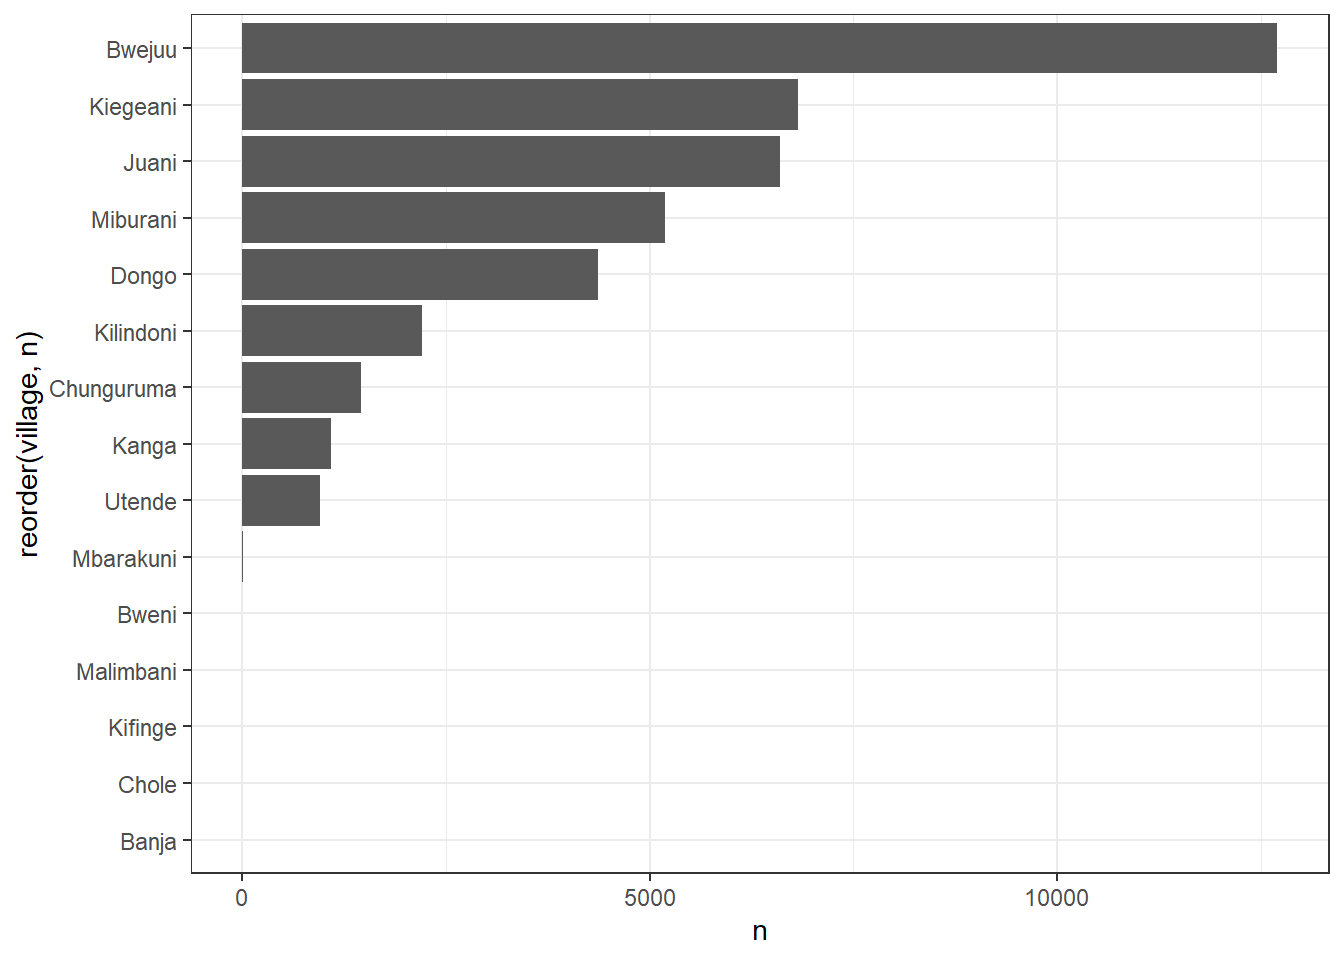 Bwejuu
Kiegeani
Juani
Miburani
Dongo
Kilindoni
Chunguruma
Kanga
Utende
Mbarakuni
Bweni
Malimbani
Kifinge
Chole
Banja
reorder(village, n)
0 5000 10000
n